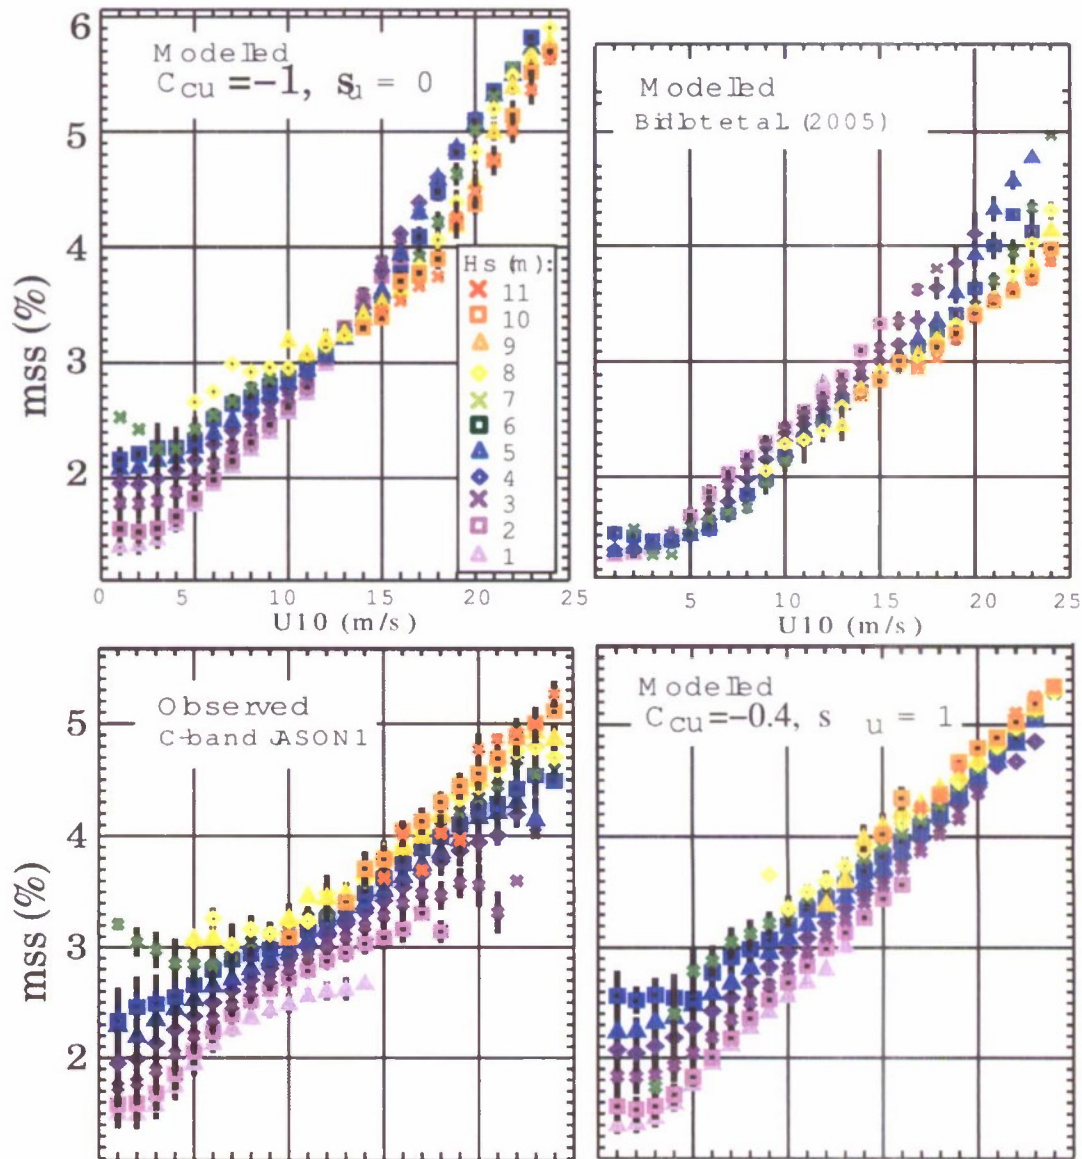 6
5
4
3
2
mss (%)
Modelled
Ccu=-1, su = 0
Hs (m):
11
10
9
8
7
6
5
4
3
2
1
0 5 10 15 20 25
U10 (m/s)
Modelled
Bidlot et al. (2005)
5 10 15 20 25
U10 (m/s)
5
4
3
2
mss (%)
Observed
C-band JASON1
Modelled
Ccu=-0.4, s u = 1